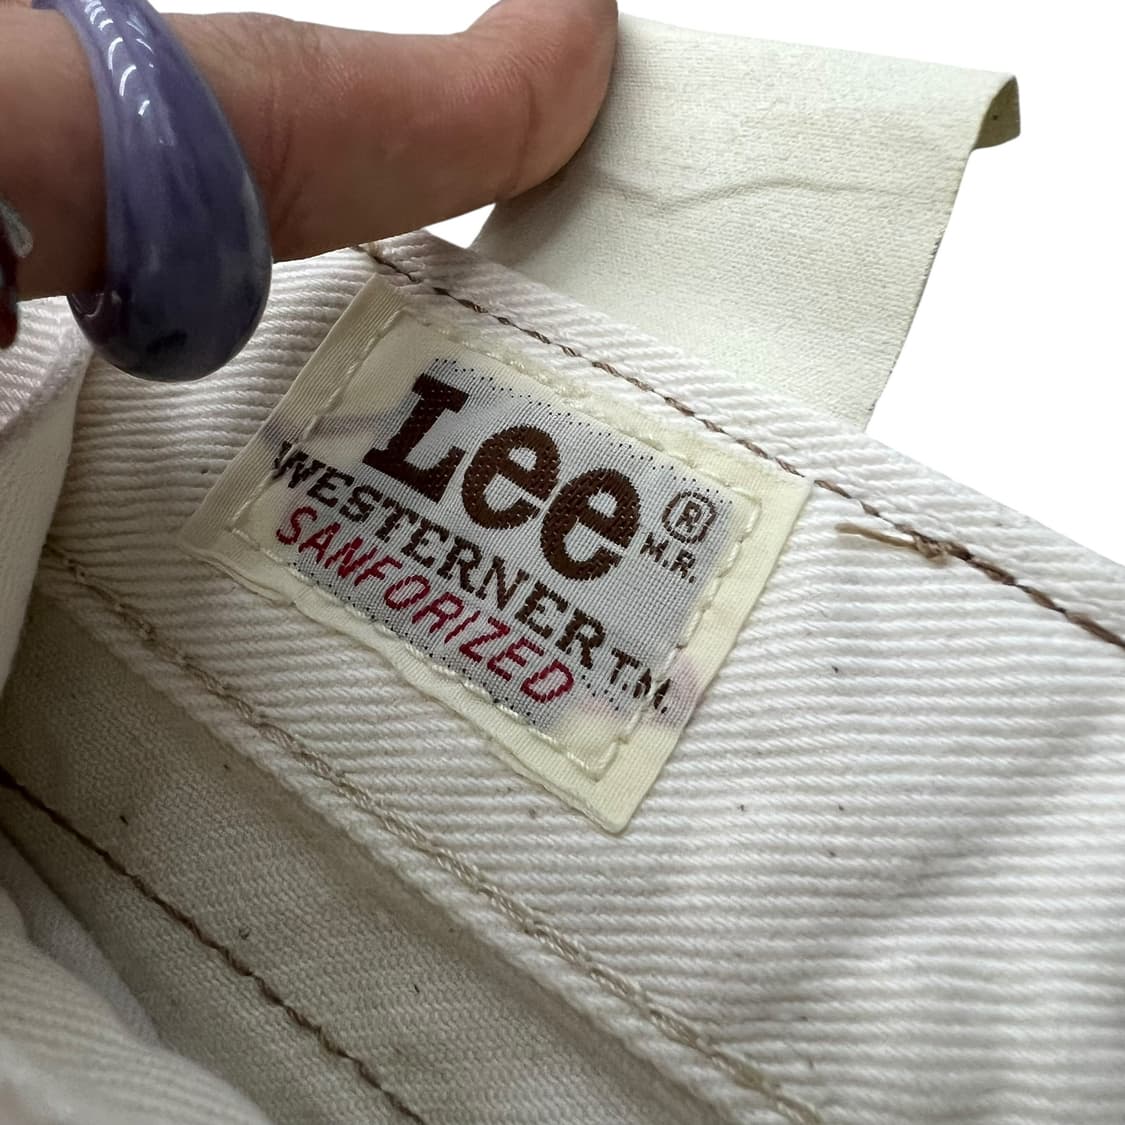 Lee®
M.R.
WESTERNER T.M.
SANFORIZED